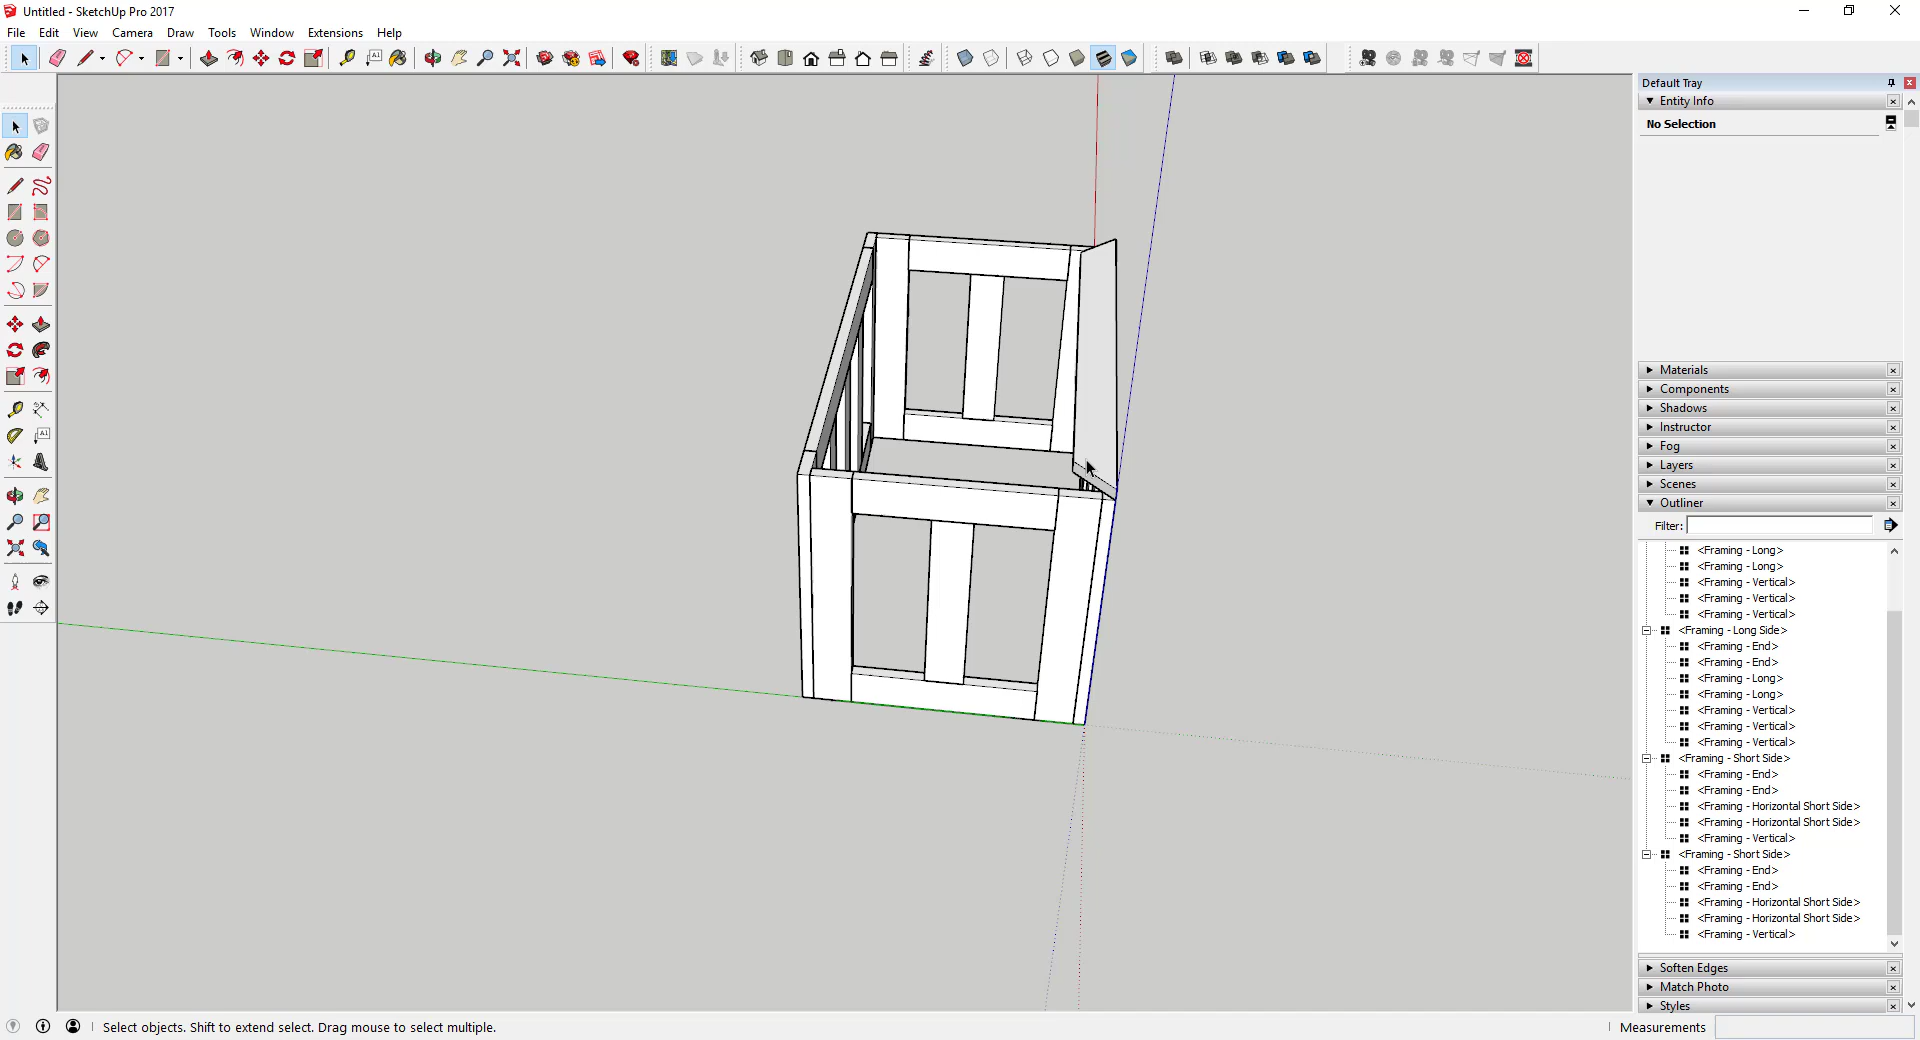 Untitled - SketchUp Pro 2017
File Edit View Camera Draw Tools Window Extensions Help
Default Tray
Entity Info
No Selection
Materials
Components
Shadows
Instructor
Fog
Layers
Scenes
Outliner
Filter:
<Framing - Long>
<Framing - Long>
<Framing - Vertical>
<Framing - Vertical>
<Framing - Vertical>
<Framing - Long Side>
<Framing - End>
<Framing - End>
<Framing - Long>
<Framing - Long>
<Framing - Vertical>
<Framing - Vertical>
<Framing - Vertical>
<Framing - Short Side>
<Framing - End>
<Framing - End>
<Framing - Horizontal Short Side>
<Framing - Horizontal Short Side>
<Framing - Vertical>
<Framing - Short Side>
<Framing - End>
<Framing - End>
<Framing - Horizontal Short Side>
<Framing - Horizontal Short Side>
<Framing - Vertical>
Soften Edges
Match Photo
Styles
Select objects. Shift to extend select. Drag mouse to select multiple.
Measurements